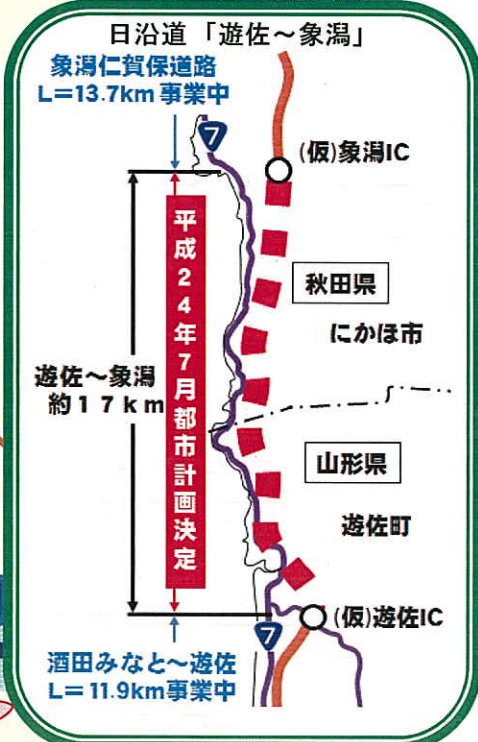 日沿道「遊佐～象潟」
象潟仁賀保道路
L=13.7km 事業中
7
(仮)象潟IC
平成24年7月都市計画決定
秋田県
にかほ市
遊佐～象潟
約17km
山形県
遊佐町
(仮)遊佐IC
7
酒田みなと～遊佐
L=11.9km事業中